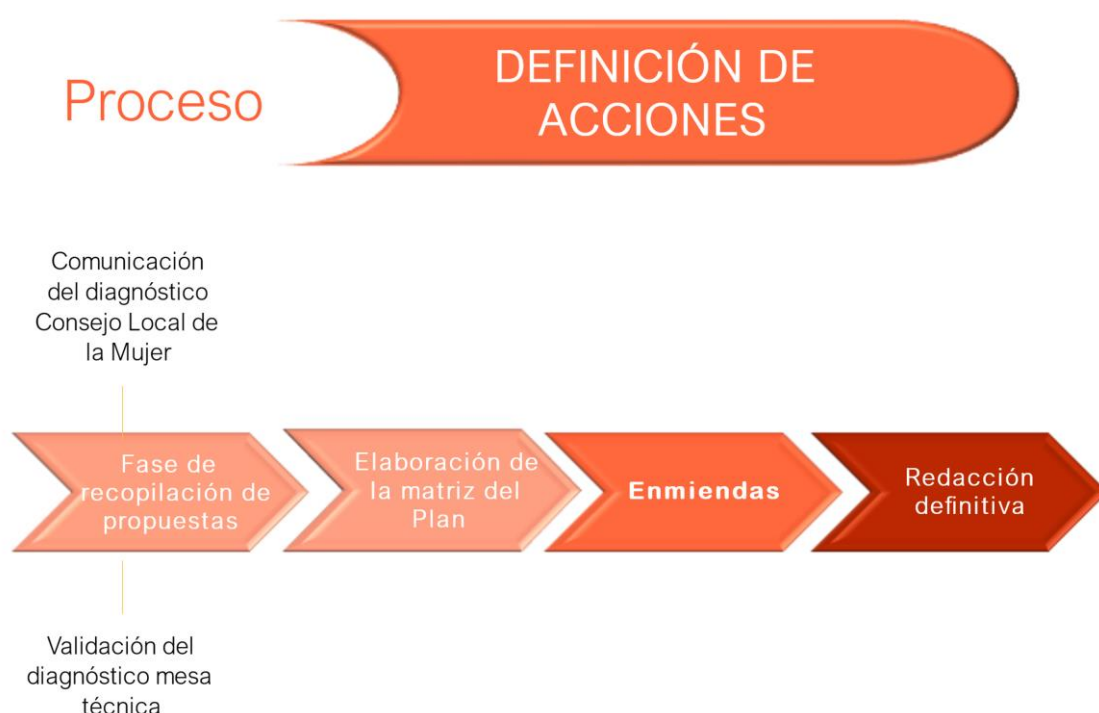 Proceso
DEFINICIÓN DE
ACCIONES
Comunicación
del diagnóstico
Consejo Local de
la Mujer
Fase de
recopilación de
propuestas
Elaboración de
la matriz del
Plan
Enmiendas
Redacción
definitiva
Validación del
diagnóstico mesa
técnica